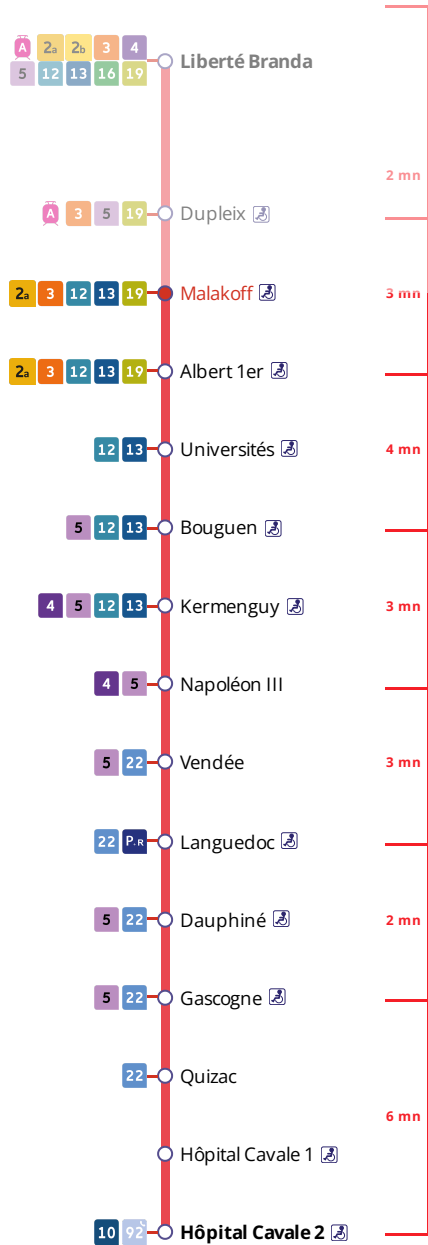 A 2a 2b 3 4
Liberté Branda
5 12 13 16 19
2 mn
A 3 5 19 Dupleix
2a 3 12 13 19 Malakoff 3 mn
2a 3 12 13 19 Albert 1er
12 13 Universités 4 mn
5 12 13 Bouguen
4 5 12 13 Kermenguy 3 mn
4 5 Napoléon III
5 22 Vendée 3 mn
22 P.R Languedoc
5 22 Dauphiné 2 mn
5 22 Gascogne
22 Quizac
6 mn
Hôpital Cavale 1
10 92 Hôpital Cavale 2